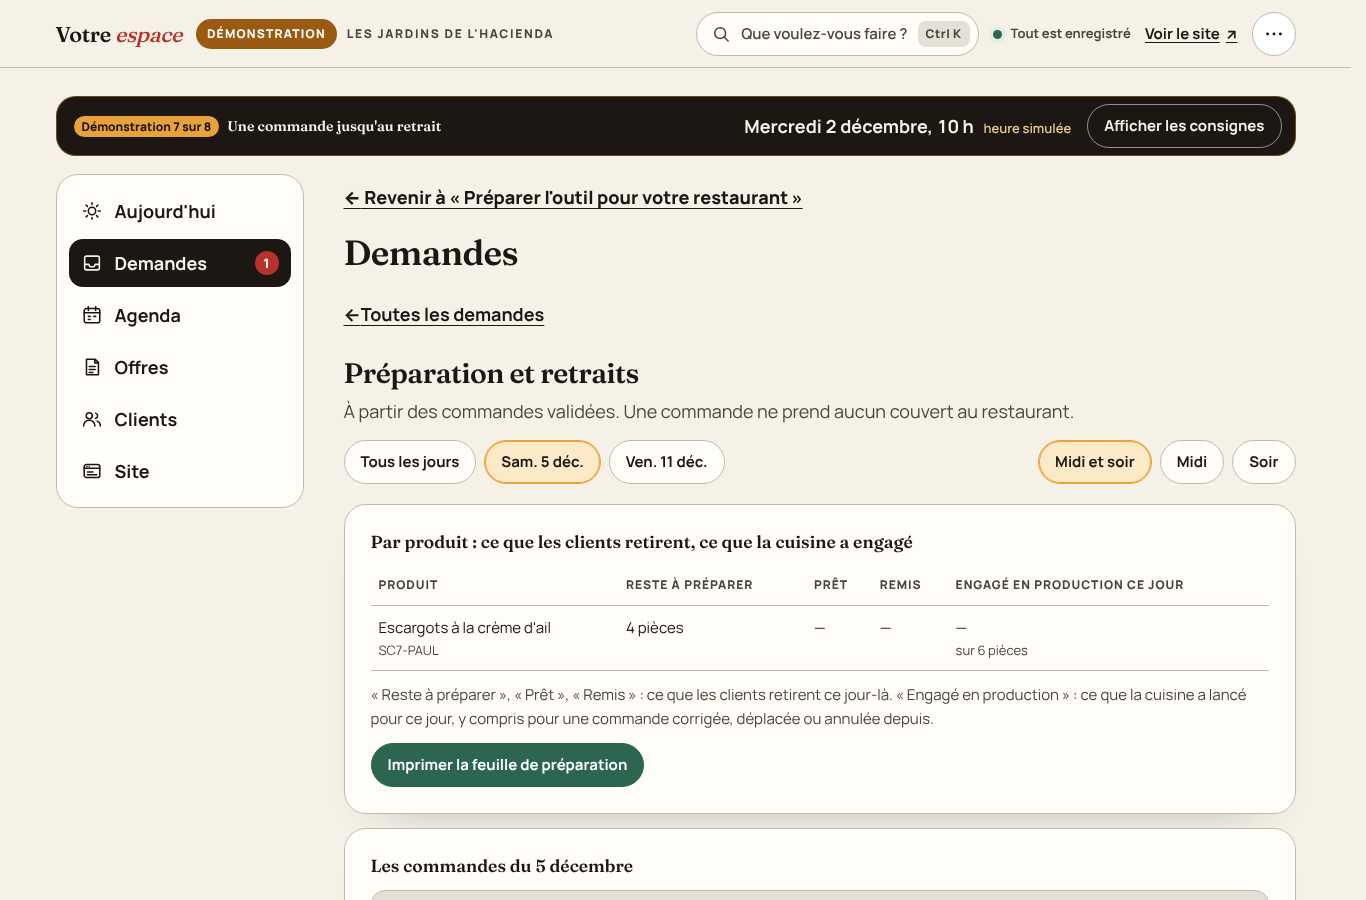 Votre espace DÉMONSTRATION LES JARDINS DE L'HACIENDA Que voulez-vous faire ? Ctrl K Tout est enregistré Voir le site ↗ ...
Démonstration 7 sur 8 Une commande jusqu'au retrait Mercredi 2 décembre, 10 h heure simulée Afficher les consignes
Aujourd'hui
Demandes 1
Agenda
Offres
Clients
Site
← Revenir à « Préparer l'outil pour votre restaurant »
Demandes
←Toutes les demandes
Préparation et retraits
À partir des commandes validées. Une commande ne prend aucun couvert au restaurant.
Tous les jours Sam. 5 déc. Ven. 11 déc. Midi et soir Midi Soir
Par produit : ce que les clients retirent, ce que la cuisine a engagé
PRODUIT RESTE À PRÉPARER PRÊT REMIS ENGAGÉ EN PRODUCTION CE JOUR
Escargots à la crème d'ail 4 pièces — — —
SC7-PAUL sur 6 pièces
« Reste à préparer », « Prêt », « Remis » : ce que les clients retirent ce jour-là. « Engagé en production » : ce que la cuisine a lancé
pour ce jour, y compris pour une commande corrigée, déplacée ou annulée depuis.
Imprimer la feuille de préparation
Les commandes du 5 décembre